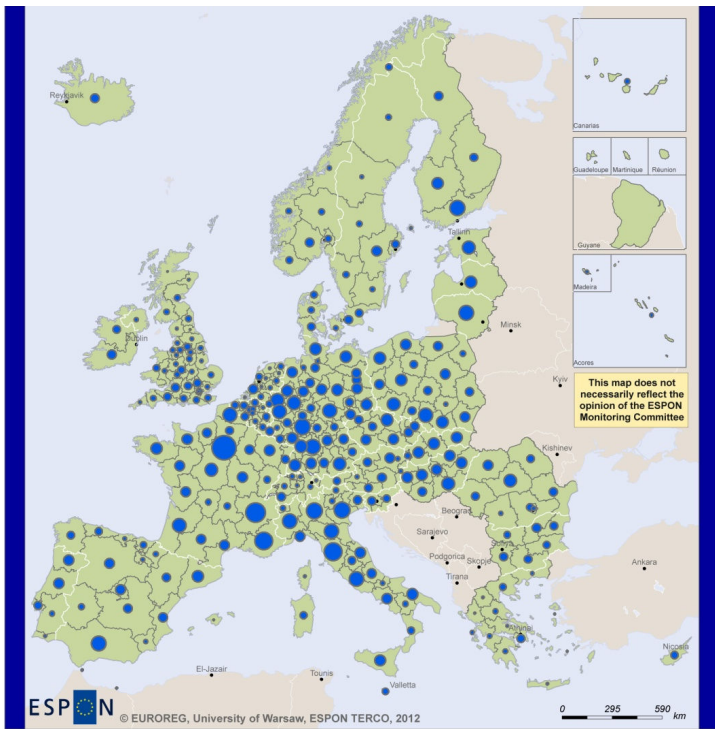 Reykjavik
Canarias
Guadeloupe
Martinique
Réunion
Guyane
Madeira
Acores
Tallinn
Dublin
Minsk
Kyiv
This map does not
necessarily reflect the
opinion of the ESPON
Monitoring Committee
Kishinev
Beograd
Sarajevo
Podgorica
Skopje
Tirana
Ankara
Athinai
Nicosia
El-Jazair
Tounis
Valletta
ESPON
© EUROREG, University of Warsaw, ESPON TERCO, 2012
0 295 590
km